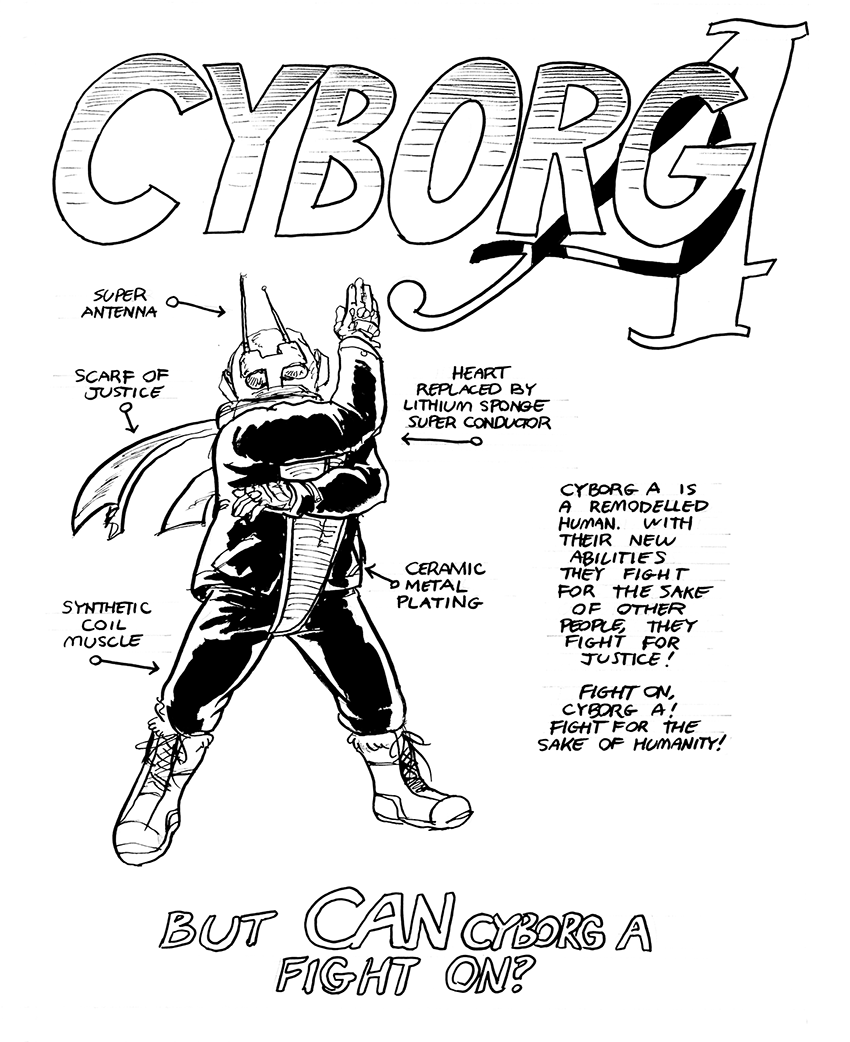 CYBORG A
SUPER
ANTENNA
SCARF OF
JUSTICE
HEART
REPLACED BY
LITHIUM SPONGE
SUPER CONDUCTOR
CERAMIC
METAL
PLATING
SYNTHETIC
COIL
MUSCLE
CYBORG A IS
A REMODELLED
HUMAN. WITH
THEIR NEW
ABILITIES
THEY FIGHT
FOR THE SAKE
OF OTHER
PEOPLE, THEY
FIGHT FOR
JUSTICE!
FIGHT ON,
CYBORG A!
FIGHT FOR THE
SAKE OF HUMANITY!
BUT CAN CYBORG A
FIGHT ON?